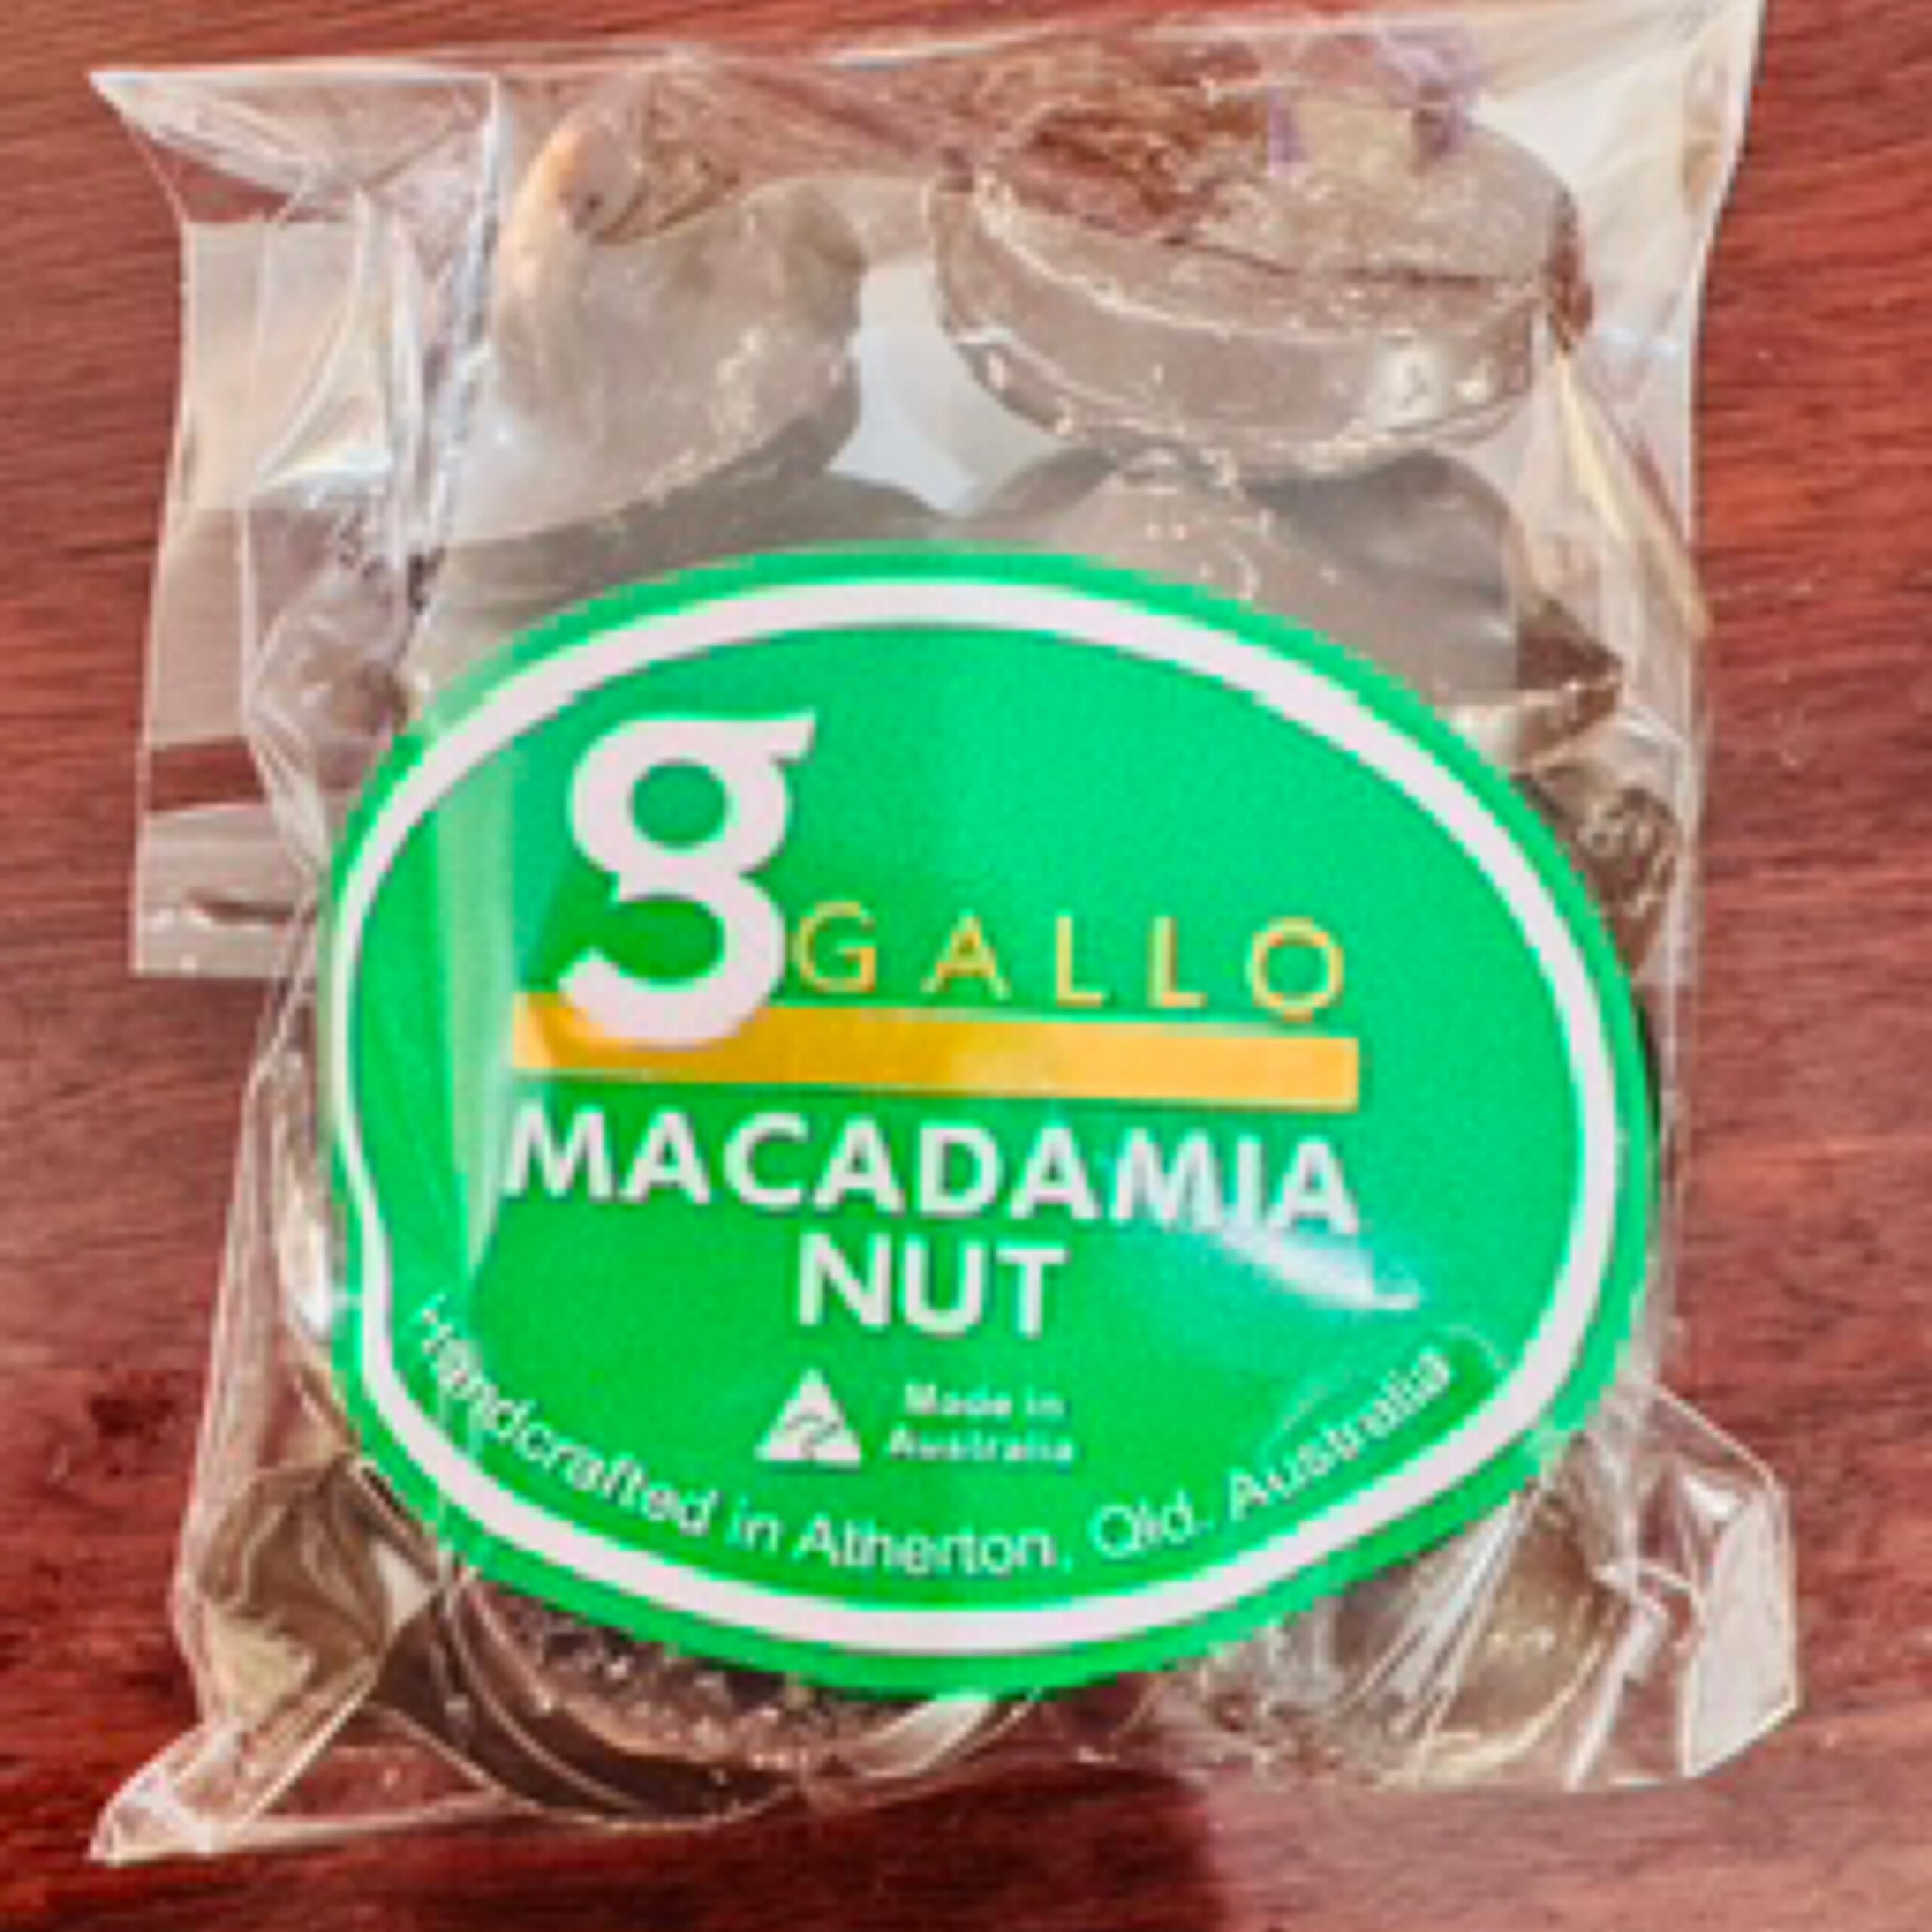 g GALLO
MACADAMIA
NUT
Made in
Australia
Handcrafted in Atherton, Qld. Australia